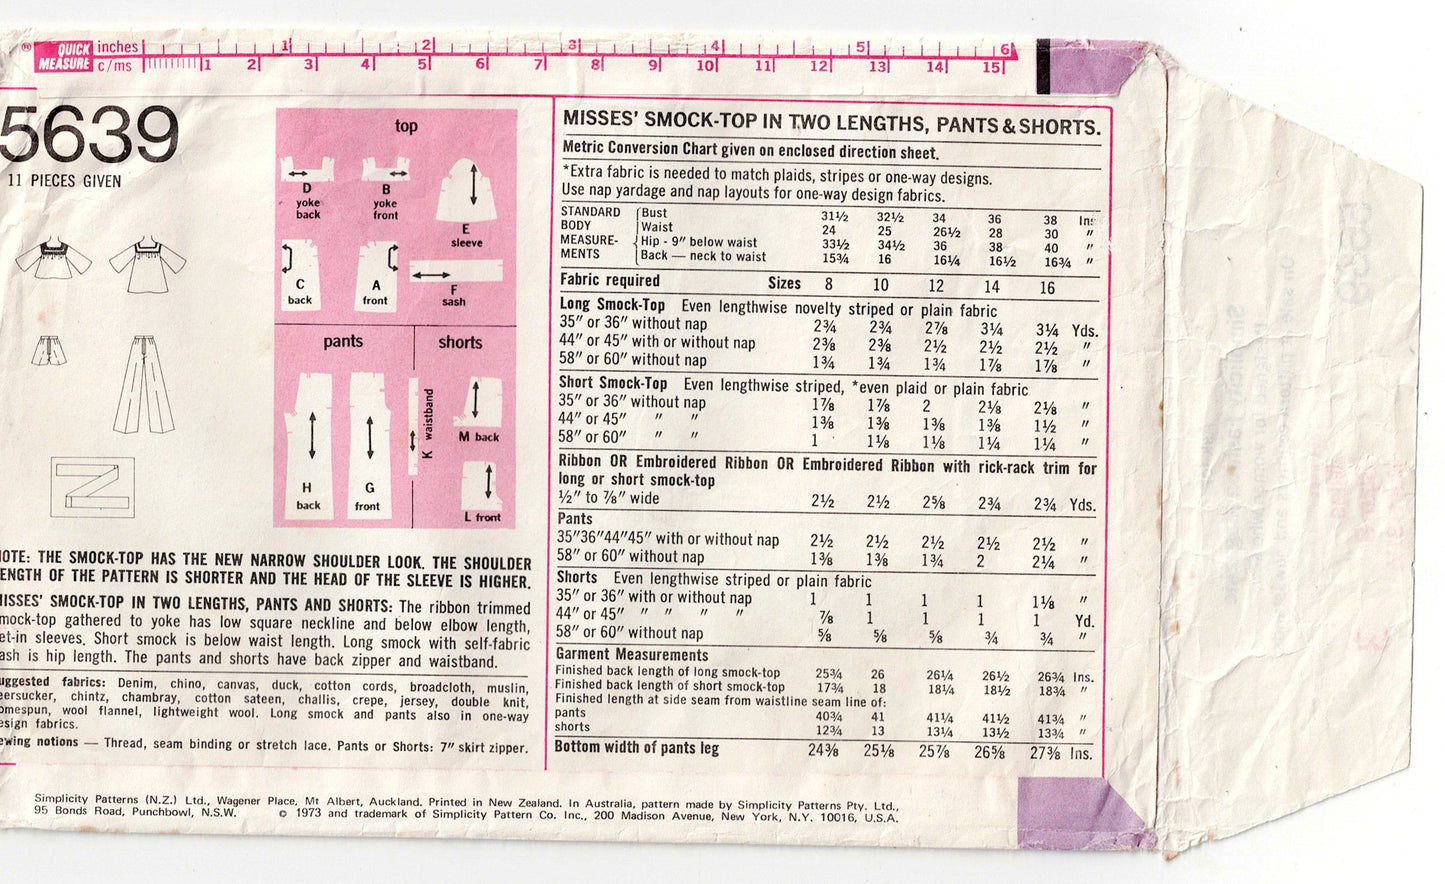 ® QUICK MEASURE inches 1 2 3 4 5 6
c/ms 1 2 3 4 5 6 7 8 9 10 11 12 13 14 15
5639
11 PIECES GIVEN
top
D yoke back
B yoke front
E sleeve
C back
A front
F sash
pants
shorts
H back
G front
K waistband
M back
L front
OTE: THE SMOCK-TOP HAS THE NEW NARROW SHOULDER LOOK. THE SHOULDER
ENGTH OF THE PATTERN IS SHORTER AND THE HEAD OF THE SLEEVE IS HIGHER.
ISSES' SMOCK-TOP IN TWO LENGTHS, PANTS AND SHORTS: The ribbon trimmed
mock-top gathered to yoke has low square neckline and below elbow length,
et-in sleeves. Short smock is below waist length. Long smock with self-fabric
ash is hip length. The pants and shorts have back zipper and waistband.
uggested fabrics: Denim, chino, canvas, duck, cotton cords, broadcloth, muslin,
eersucker, chintz, chambray, cotton sateen, challis, crepe, jersey, double knit,
omespun, wool flannel, lightweight wool. Long smock and pants also in one-way
esign fabrics.
ewing notions — Thread, seam binding or stretch lace. Pants or Shorts: 7" skirt zipper.
MISSES' SMOCK-TOP IN TWO LENGTHS, PANTS & SHORTS.
Metric Conversion Chart given on enclosed direction sheet.
*Extra fabric is needed to match plaids, stripes or one-way designs.
Use nap yardage and nap layouts for one-way design fabrics.
STANDARD Bust 31½ 32½ 34 36 38 Ins
BODY Waist 24 25 26½ 28 30 "
MEASURE- Hip - 9" below waist 33½ 34½ 36 38 40 "
MENTS Back — neck to waist 15¾ 16 16¼ 16½ 16¾ "
Fabric required Sizes 8 10 12 14 16
Long Smock-Top Even lengthwise novelty striped or plain fabric
35" or 36" without nap 2¾ 2¾ 2⅞ 3¼ 3¼ Yds.
44" or 45" with or without nap 2⅜ 2⅜ 2½ 2½ 2½ "
58" or 60" without nap 1¾ 1¾ 1¾ 1⅞ 1⅞ "
Short Smock-Top Even lengthwise striped, *even plaid or plain fabric
35" or 36" without nap 1⅞ 1⅞ 2 2⅛ 2⅛ "
44" or 45" " " 1⅜ 1⅜ 1⅜ 1⅜ 1½ "
58" or 60" " " 1 1⅛ 1⅛ 1¼ 1¼ "
Ribbon OR Embroidered Ribbon OR Embroidered Ribbon with rick-rack trim for
long or short smock-top
½" to ⅞" wide 2½ 2½ 2⅝ 2¾ 2¾ Yds.
Pants
35"36"44"45" with or without nap 2½ 2½ 2½ 2½ 2½ "
58" or 60" without nap 1⅜ 1⅜ 1¾ 2 2¼ "
Shorts Even lengthwise striped or plain fabric
35" or 36" with or without nap 1 1 1 1 1⅛ "
44" or 45" " " " " ⅞ 1 1 1 1 Yd.
58" or 60" without nap ⅝ ⅝ ⅝ ¾ ¾ "
Garment Measurements
Finished back length of long smock-top 25¾ 26 26¼ 26½ 26¾ Ins.
Finished back length of short smock-top 17¾ 18 18¼ 18½ 18¾ "
Finished length at side seam from waistline seam line of:
pants 40¾ 41 41¼ 41½ 41¾ "
shorts 12¾ 13 13¼ 13½ 13¾ "
Bottom width of pants leg 24⅜ 25⅛ 25⅞ 26⅝ 27⅜ Ins.
Simplicity Patterns (N.Z.) Ltd., Wagener Place, Mt Albert, Auckland. Printed in New Zealand. In Australia, pattern made by Simplicity Patterns Pty. Ltd.,
95 Bonds Road, Punchbowl, N.S.W. © 1973 and trademark of Simplicity Pattern Co. Inc., 200 Madison Avenue, New York, N.Y. 10016, U.S.A.